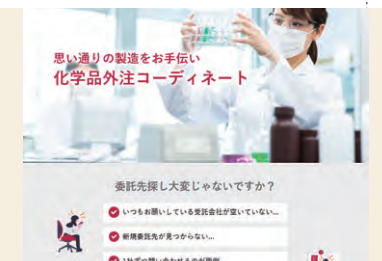 思い通りの製造をお手伝い
化学品外注コーディネート
委託先探し大変じゃないですか？
いつもお願いしている受託会社が空いていない...
新規委託先が見つからない...